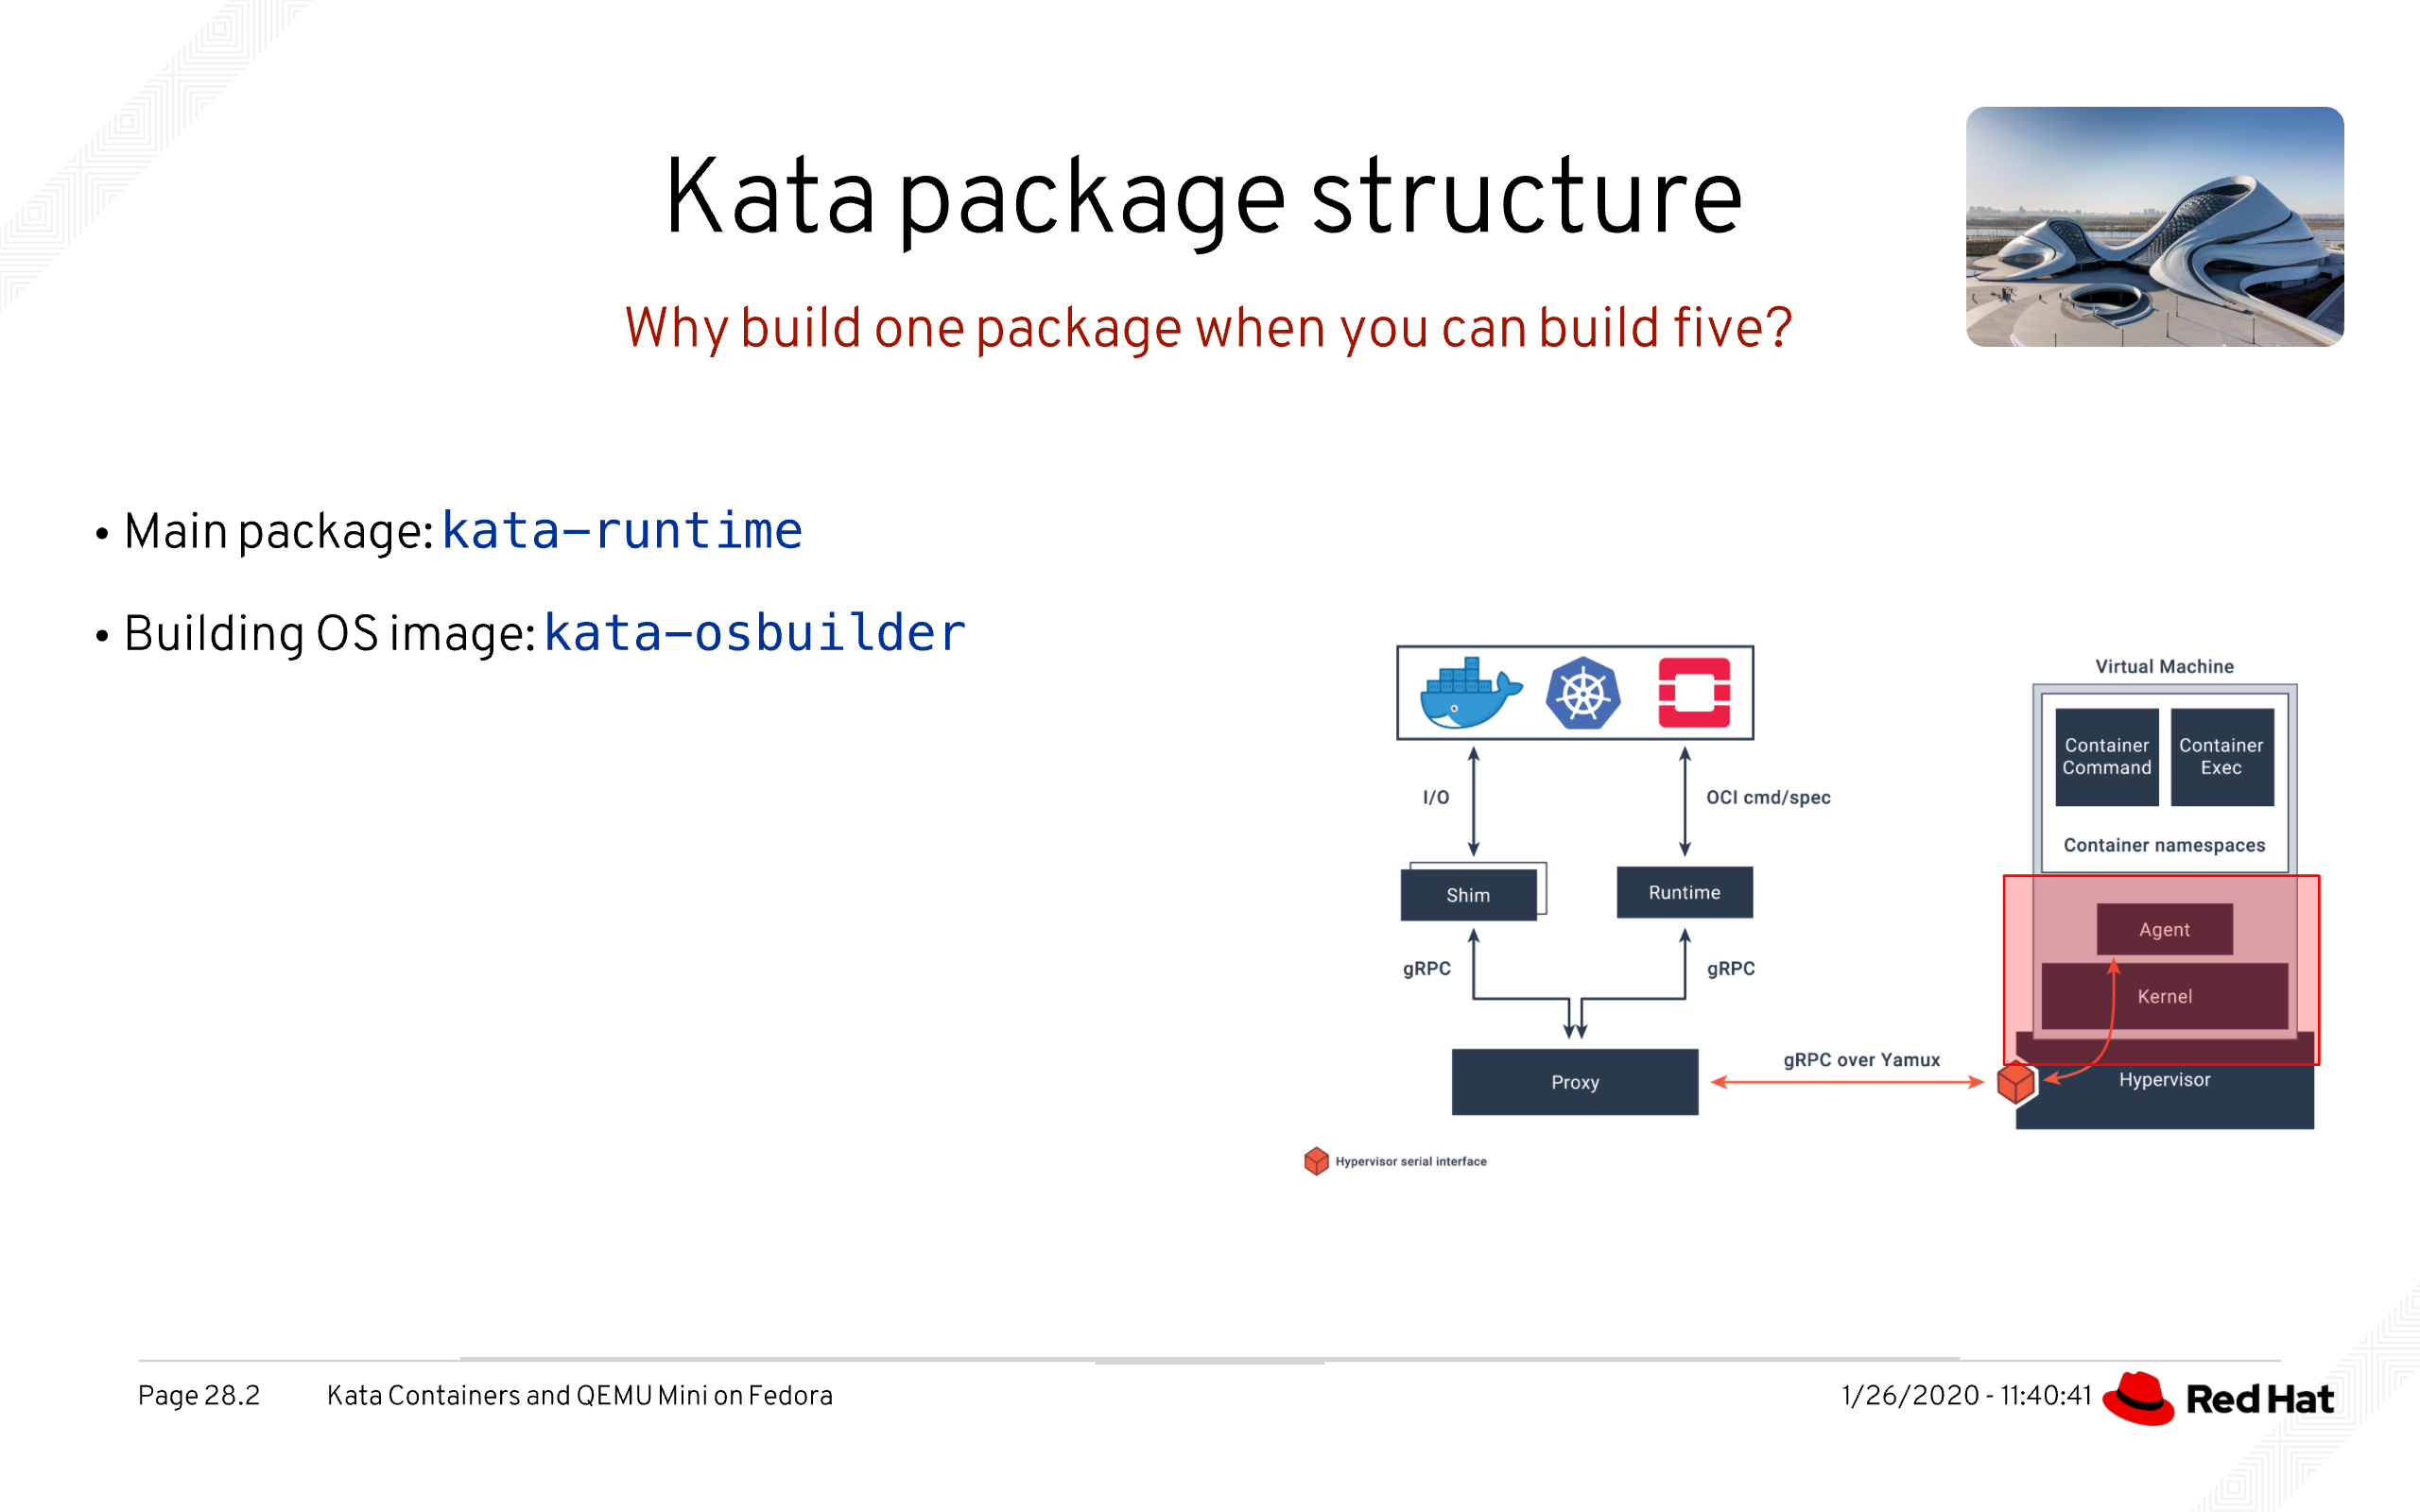 Kata package structure
Why build one package when you can build five?
• Main package: kata-runtime
• Building OS image: kata-osbuilder
I/O
OCI cmd/spec
Shim
Runtime
gRPC
gRPC
Proxy
gRPC over Yamux
Hypervisor serial interface
Virtual Machine
Container
Command
Container
Exec
Container namespaces
Agent
Kernel
Hypervisor
Page 28.2
Kata Containers and QEMU Mini on Fedora
1/26/2020 - 11:40:41
Red Hat